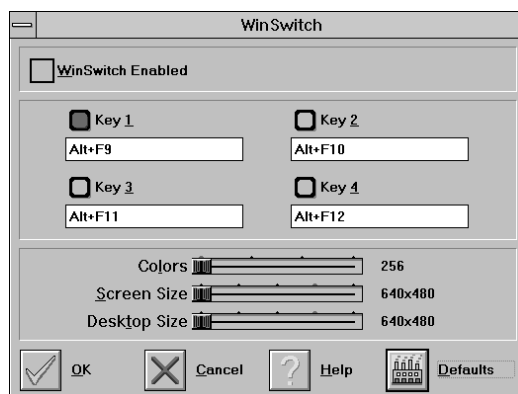 WinSwitch
WinSwitch Enabled
Key 1 Key 2
Alt+F9 Alt+F10
Key 3 Key 4
Alt+F11 Alt+F12
Colors 256
Screen Size 640x480
Desktop Size 640x480
OK Cancel ? Help Defaults